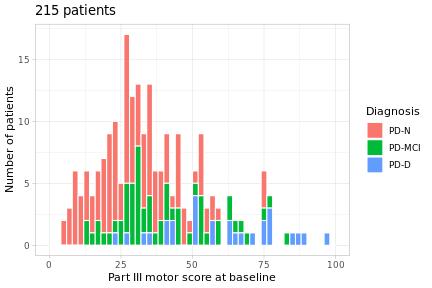 215 patients
Number of patients
15
10
5
0
0 25 50 75 100
Part III motor score at baseline
Diagnosis
PD-N
PD-MCI
PD-D